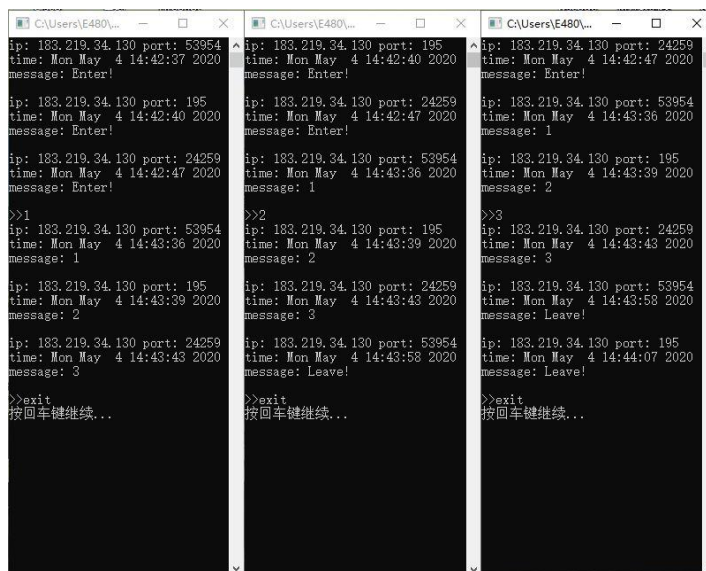 C:\Users\E480\...
ip: 183.219.34.130 port: 53954
time: Mon May  4 14:42:37 2020
message: Enter!
ip: 183.219.34.130 port: 195
time: Mon May  4 14:42:40 2020
message: Enter!
ip: 183.219.34.130 port: 24259
time: Mon May  4 14:42:47 2020
message: Enter!
>>1
ip: 183.219.34.130 port: 53954
time: Mon May  4 14:43:36 2020
message: 1
ip: 183.219.34.130 port: 195
time: Mon May  4 14:43:39 2020
message: 2
ip: 183.219.34.130 port: 24259
time: Mon May  4 14:43:43 2020
message: 3
>>exit
按回车键继续...
C:\Users\E480\...
ip: 183.219.34.130 port: 195
time: Mon May  4 14:42:40 2020
message: Enter!
ip: 183.219.34.130 port: 24259
time: Mon May  4 14:42:47 2020
message: Enter!
ip: 183.219.34.130 port: 53954
time: Mon May  4 14:43:36 2020
message: 1
>>2
ip: 183.219.34.130 port: 195
time: Mon May  4 14:43:39 2020
message: 2
ip: 183.219.34.130 port: 24259
time: Mon May  4 14:43:43 2020
message: 3
ip: 183.219.34.130 port: 53954
time: Mon May  4 14:43:58 2020
message: Leave!
>>exit
按回车键继续...
C:\Users\E480\...
ip: 183.219.34.130 port: 24259
time: Mon May  4 14:42:47 2020
message: Enter!
ip: 183.219.34.130 port: 53954
time: Mon May  4 14:43:36 2020
message: 1
ip: 183.219.34.130 port: 195
time: Mon May  4 14:43:39 2020
message: 2
>>3
ip: 183.219.34.130 port: 24259
time: Mon May  4 14:43:43 2020
message: 3
ip: 183.219.34.130 port: 53954
time: Mon May  4 14:43:58 2020
message: Leave!
ip: 183.219.34.130 port: 195
time: Mon May  4 14:44:07 2020
message: Leave!
>>exit
按回车键继续...